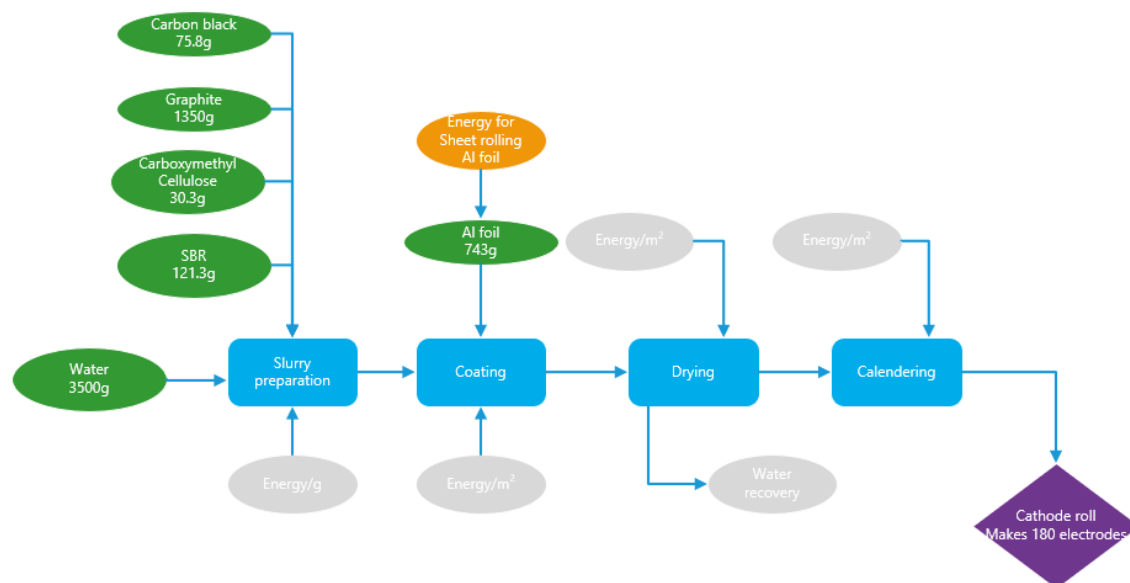 Carbon black
75.8g
Graphite
1350g
Carboxymethyl
Cellulose
30.3g
SBR
121.3g
Water
3500g
Energy for
Sheet rolling
Al foil
Al foil
743g
Energy/m²
Energy/m²
Slurry
preparation
Coating
Drying
Calendering
Energy/g
Energy/m²
Water
recovery
Cathode roll
Makes 180 electrodes